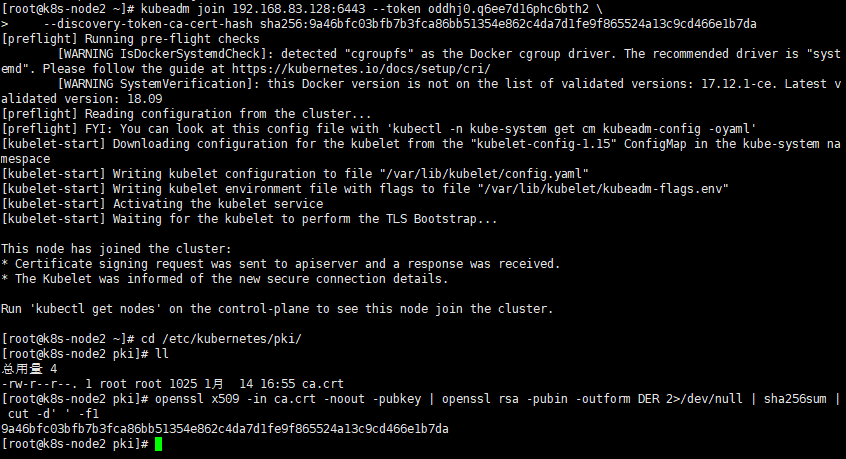 [root@k8s-node2 ~]# kubeadm join 192.168.83.128:6443 --token oddhj0.q6ee7d16phc6bth2 \
>     --discovery-token-ca-cert-hash sha256:9a46bfc03bfb7b3fca86bb51354e862c4da7d1fe9f865524a13c9cd466e1b7da
[preflight] Running pre-flight checks
        [WARNING IsDockerSystemdCheck]: detected "cgroupfs" as the Docker cgroup driver. The recommended driver is "syst
emd". Please follow the guide at https://kubernetes.io/docs/setup/cri/
        [WARNING SystemVerification]: this Docker version is not on the list of validated versions: 17.12.1-ce. Latest v
alidated version: 18.09
[preflight] Reading configuration from the cluster...
[preflight] FYI: You can look at this config file with 'kubectl -n kube-system get cm kubeadm-config -oyaml'
[kubelet-start] Downloading configuration for the kubelet from the "kubelet-config-1.15" ConfigMap in the kube-system na
mespace
[kubelet-start] Writing kubelet configuration to file "/var/lib/kubelet/config.yaml"
[kubelet-start] Writing kubelet environment file with flags to file "/var/lib/kubelet/kubeadm-flags.env"
[kubelet-start] Activating the kubelet service
[kubelet-start] Waiting for the kubelet to perform the TLS Bootstrap...
This node has joined the cluster:
* Certificate signing request was sent to apiserver and a response was received.
* The Kubelet was informed of the new secure connection details.
Run 'kubectl get nodes' on the control-plane to see this node join the cluster.
[root@k8s-node2 ~]# cd /etc/kubernetes/pki/
[root@k8s-node2 pki]# ll
总用量 4
-rw-r--r--. 1 root root 1025 1月  14 16:55 ca.crt
[root@k8s-node2 pki]# openssl x509 -in ca.crt -noout -pubkey | openssl rsa -pubin -outform DER 2>/dev/null | sha256sum |
 cut -d' ' -f1
9a46bfc03bfb7b3fca86bb51354e862c4da7d1fe9f865524a13c9cd466e1b7da
[root@k8s-node2 pki]#